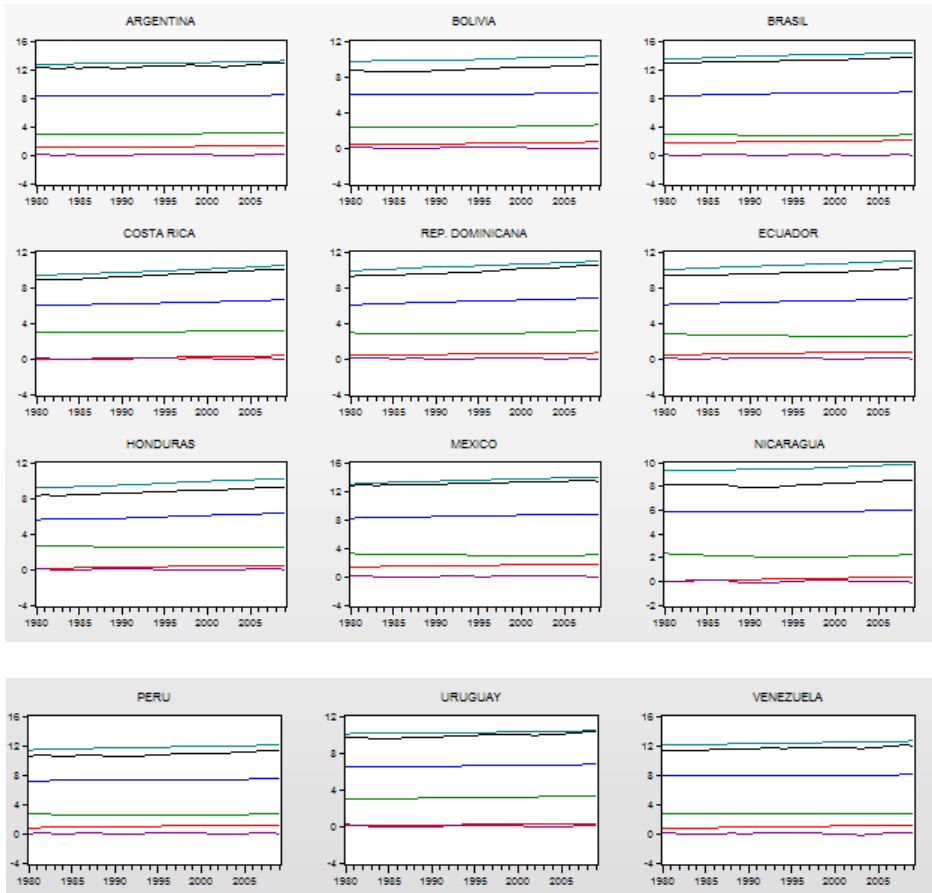 ARGENTINA BOLIVIA BRASIL
16 12 16
12 8 12
8 4 8
4 0 4
0 -4 0
-4 -4
1980 1985 1990 1995 2000 2005 1980 1985 1990 1995 2000 2005 1980 1985 1990 1995 2000 2005
COSTA RICA REP. DOMINICANA ECUADOR
12 12 12
8 8 8
4 4 4
0 0 0
-4 -4 -4
1980 1985 1990 1995 2000 2005 1980 1985 1990 1995 2000 2005 1980 1985 1990 1995 2000 2005
HONDURAS MEXICO NICARAGUA
12 16 10
8 12 8
4 8 6
0 4 4
-4 0 2
-4 0
-2
1980 1985 1990 1995 2000 2005 1980 1985 1990 1995 2000 2005 1980 1985 1990 1995 2000 2005
PERU URUGUAY VENEZUELA
16 12 16
12 8 12
8 4 8
4 0 4
0 -4 0
-4 -4
1980 1985 1990 1995 2000 2005 1980 1985 1990 1995 2000 2005 1980 1985 1990 1995 2000 2005